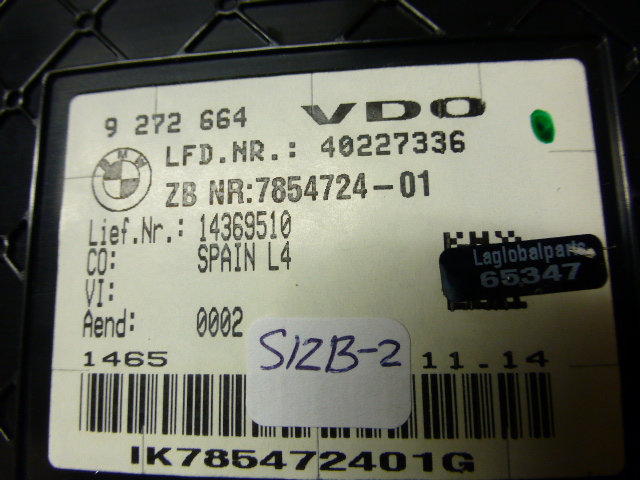 9 272 664 VDO
BMW
LFD.NR.: 40227336
ZB NR:7854724-01
Lief.Nr.: 14369510
CO: SPAIN L4
VI:
Aend: 0002
Laglobalparts
65347
S12B-2
1465 11.14
IK785472401G